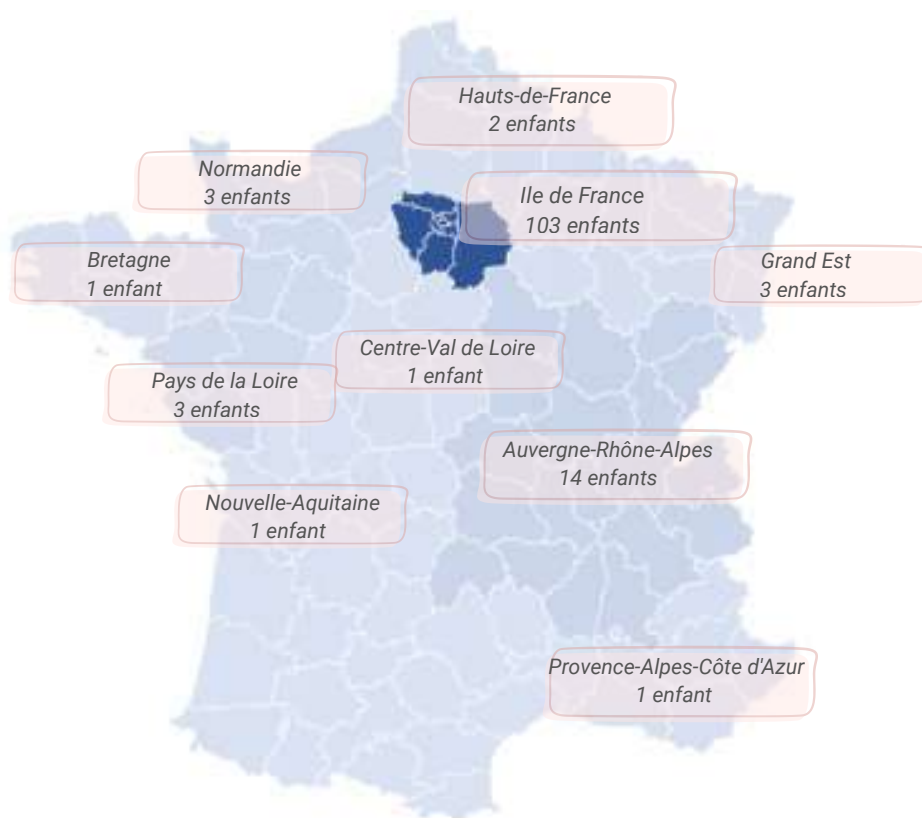 Hauts-de-France
2 enfants
Normandie
3 enfants
Ile de France
103 enfants
Bretagne
1 enfant
Grand Est
3 enfants
Centre-Val de Loire
1 enfant
Pays de la Loire
3 enfants
Auvergne-Rhône-Alpes
14 enfants
Nouvelle-Aquitaine
1 enfant
Provence-Alpes-Côte d'Azur
1 enfant